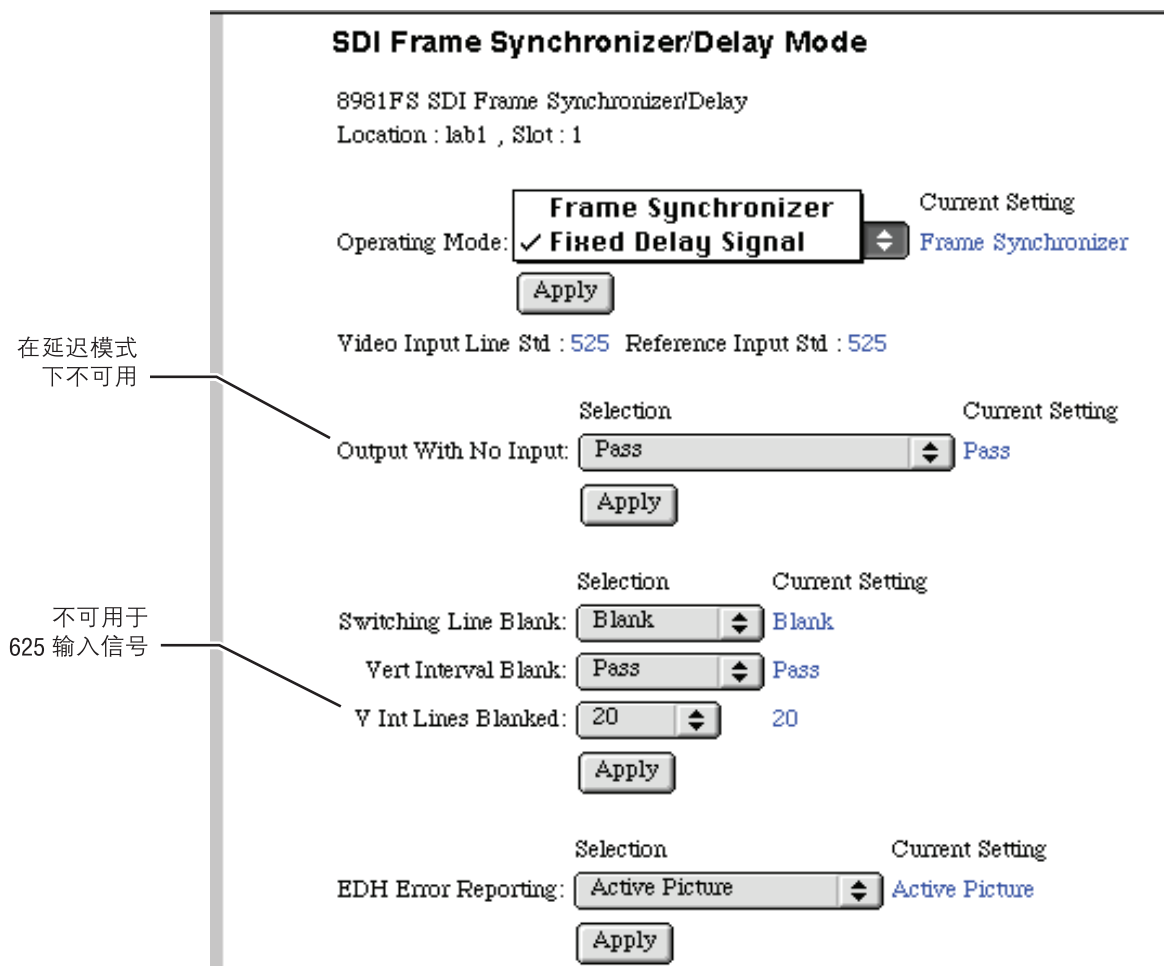 SDI Frame Synchronizer/Delay Mode
8981FS SDI Frame Synchronizer/Delay
Location : lab1 , Slot : 1
Frame Synchronizer
Current Setting
Operating Mode: ✓ Fixed Delay Signal
Frame Synchronizer
Apply
Video Input Line Std : 525 Reference Input Std : 525
在延迟模式
下不可用
Selection
Current Setting
Output With No Input: Pass
Pass
Apply
Selection
Current Setting
不可用于
625 输入信号
Switching Line Blank: Blank
Blank
Vert Interval Blank: Pass
Pass
V Int Lines Blanked: 20
20
Apply
Selection
Current Setting
EDH Error Reporting: Active Picture
Active Picture
Apply